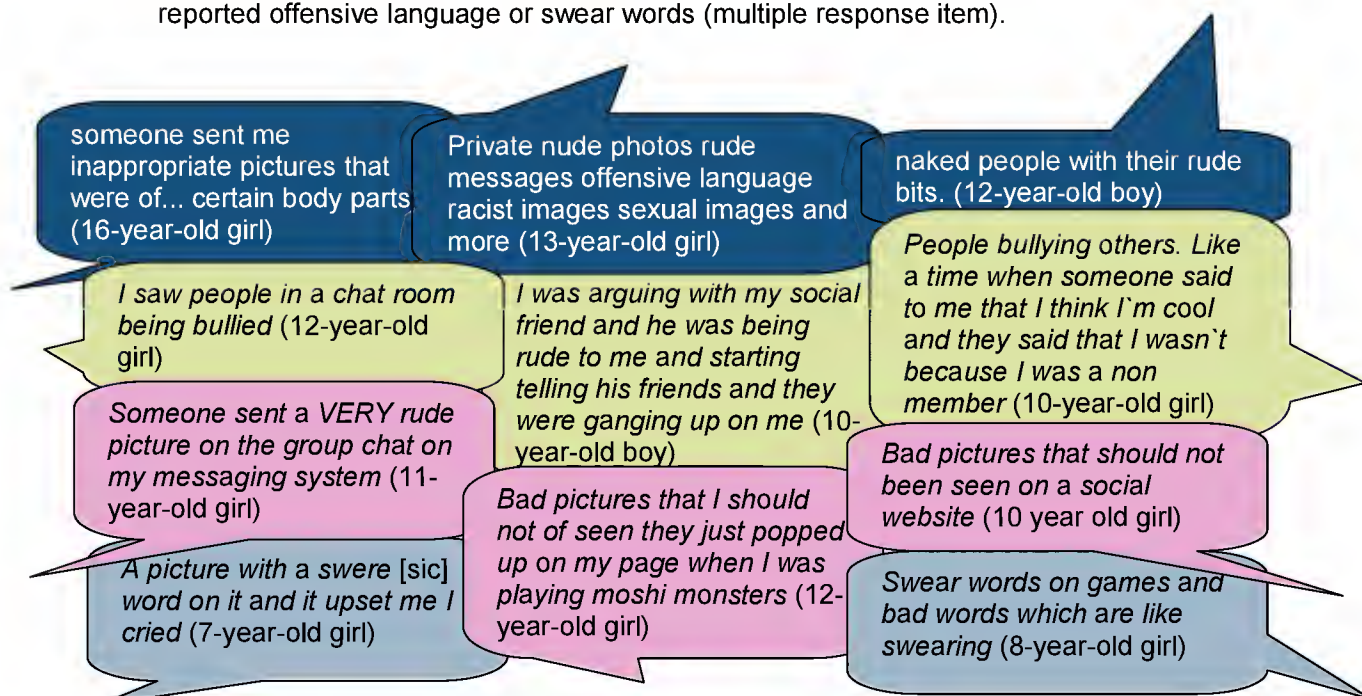 reported offensive language or swear words (multiple response item).
someone sent me
inappropriate pictures that
were of... certain body parts
(16-year-old girl)
Private nude photos rude
messages offensive language
racist images sexual images and
more (13-year-old girl)
naked people with their rude
bits. (12-year-old boy)
I saw people in a chat room
being bullied (12-year-old
girl)
I was arguing with my social
friend and he was being
rude to me and starting
telling his friends and they
were ganging up on me (10-
year-old boy)
People bullying others. Like
a time when someone said
to me that I think I`m cool
and they said that I wasn`t
because I was a non
member (10-year-old girl)
Someone sent a VERY rude
picture on the group chat on
my messaging system (11-
year-old girl)
Bad pictures that I should
not of seen they just popped
up on my page when I was
playing moshi monsters (12-
year-old girl)
Bad pictures that should not
been seen on a social
website (10 year old girl)
A picture with a swere [sic]
word on it and it upset me I
cried (7-year-old girl)
Swear words on games and
bad words which are like
swearing (8-year-old girl)